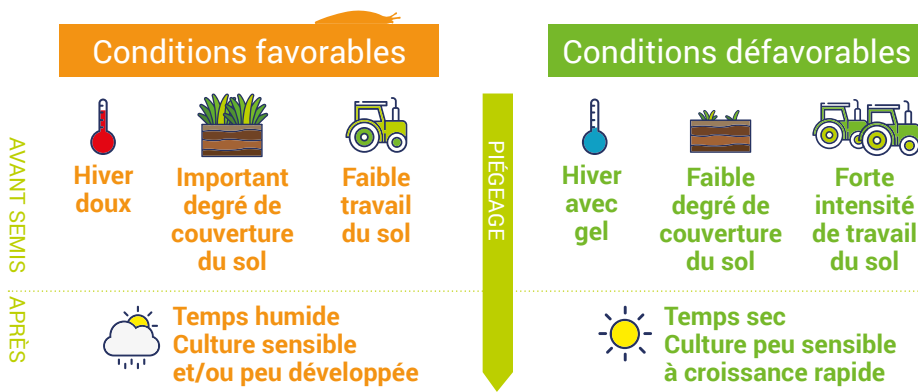 Conditions favorables
Conditions défavorables
AVANT SEMIS
Hiver
doux
Important
degré de
couverture
du sol
Faible
travail
du sol
PIÉGEAGE
Hiver
avec
gel
Faible
degré de
couverture
du sol
Forte
intensité
de travail
du sol
APRÈS
Temps humide
Culture sensible
et/ou peu développée
Temps sec
Culture peu sensible
à croissance rapide